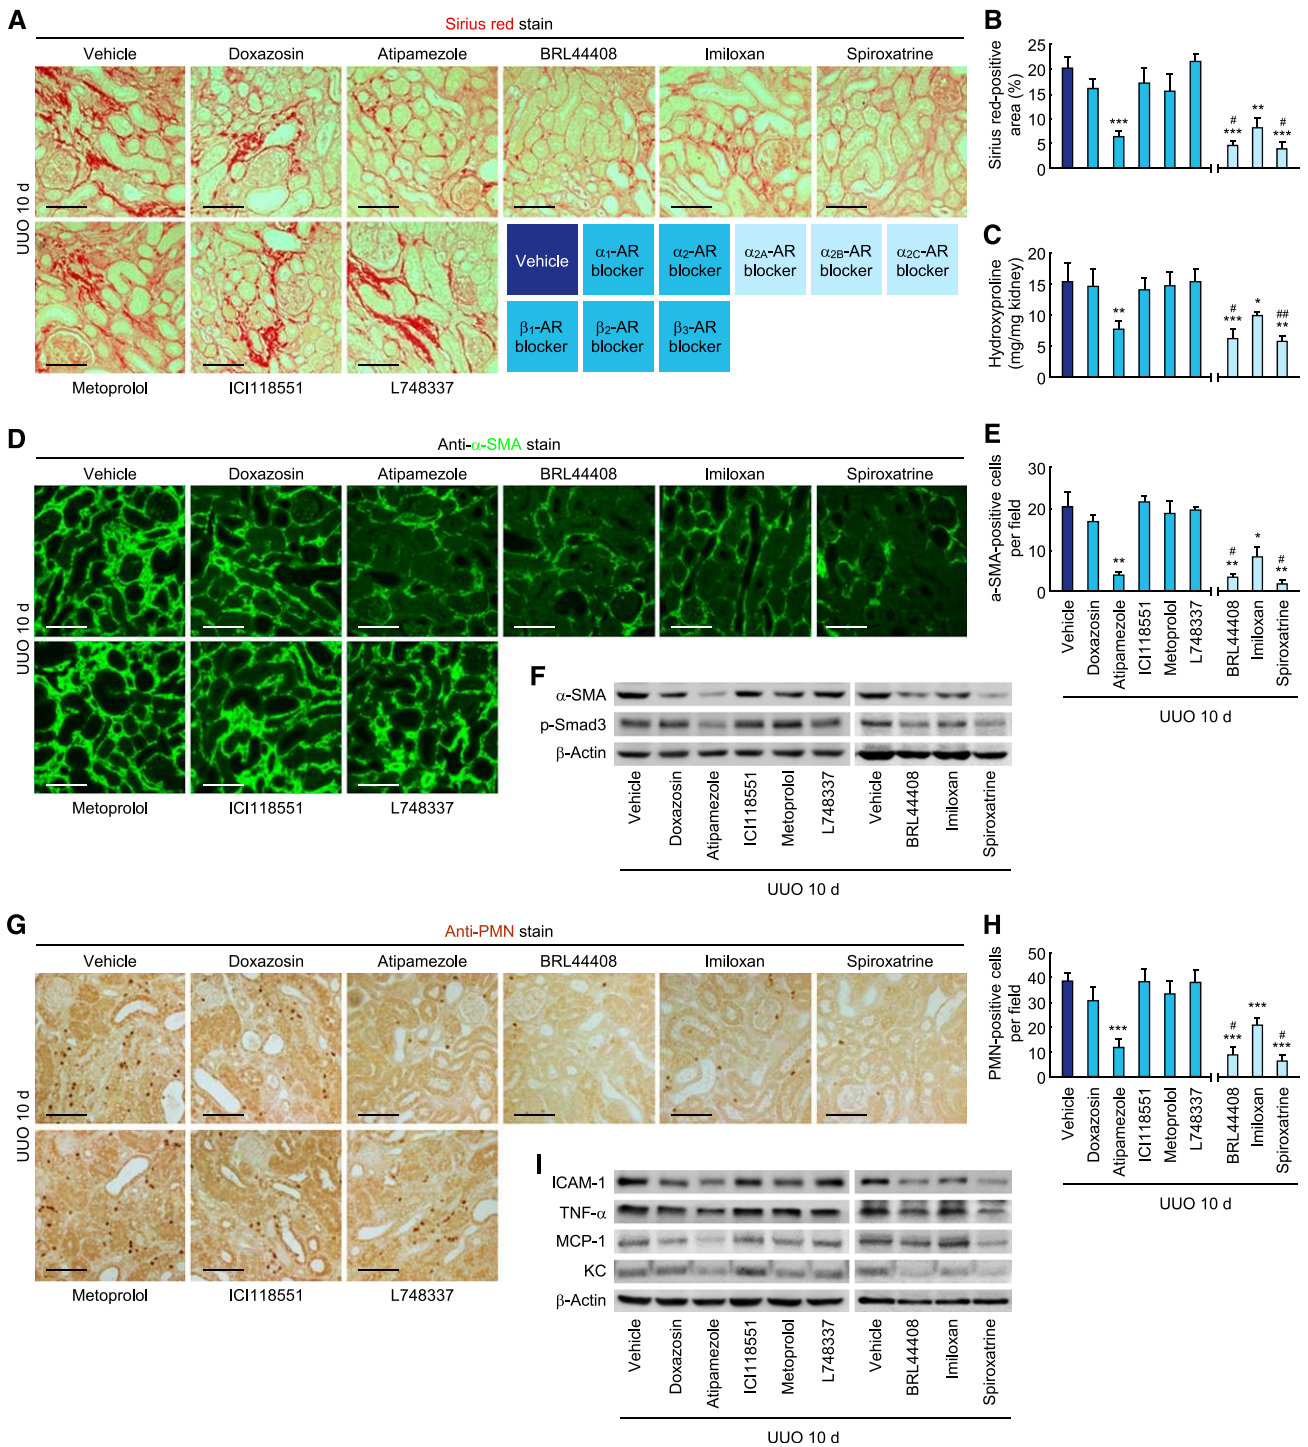 A
Sirius red stain
Vehicle
Doxazosin
Atipamezole
BRL44408
Imiloxan
Spiroxatrine
UUO 10 d
Metoprolol
ICI118551
L748337
Vehicle
α1-AR
blocker
α2-AR
blocker
α2A-AR
blocker
α2B-AR
blocker
α2C-AR
blocker
β1-AR
blocker
β2-AR
blocker
β3-AR
blocker
B
Sirius red-positive
area (%)
25
20
15
10
5
0
***
#
***
**
#
***
C
Hydroxyproline
(mg/mg kidney)
20
15
10
5
0
**
#
***
*
##
**
D
Anti-α-SMA stain
Vehicle
Doxazosin
Atipamezole
BRL44408
Imiloxan
Spiroxatrine
UUO 10 d
Metoprolol
ICI118551
L748337
E
a-SMA-positive cells
per field
30
20
10
0
**
#
**
*
#
**
Vehicle
Doxazosin
Atipamezole
ICI118551
Metoprolol
L748337
BRL44408
Imiloxan
Spiroxatrine
UUO 10 d
F
α-SMA
p-Smad3
β-Actin
Vehicle
Doxazosin
Atipamezole
ICI118551
Metoprolol
L748337
Vehicle
BRL44408
Imiloxan
Spiroxatrine
UUO 10 d
G
Anti-PMN stain
Vehicle
Doxazosin
Atipamezole
BRL44408
Imiloxan
Spiroxatrine
UUO 10 d
Metoprolol
ICI118551
L748337
H
PMN-positive cells
per field
50
40
30
20
10
0
***
#
***
***
#
***
Vehicle
Doxazosin
Atipamezole
ICI118551
Metoprolol
L748337
BRL44408
Imiloxan
Spiroxatrine
UUO 10 d
I
ICAM-1
TNF-α
MCP-1
KC
β-Actin
Vehicle
Doxazosin
Atipamezole
ICI118551
Metoprolol
L748337
Vehicle
BRL44408
Imiloxan
Spiroxatrine
UUO 10 d